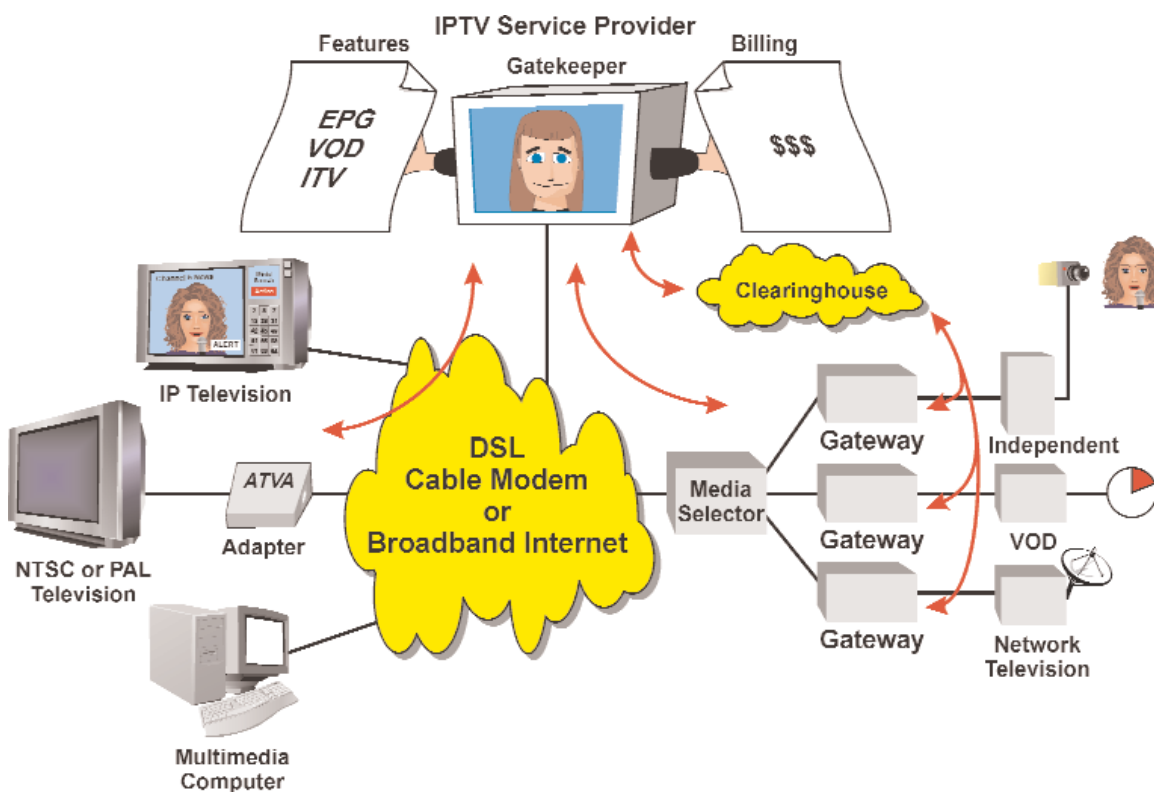 IPTV Service Provider
Features
Billing
Gatekeeper
EPG
VOD
ITV
$$$
Clearinghouse
ALERT
IP Television
DSL
Cable Modem
or
Broadband Internet
ATVA
Adapter
NTSC or PAL
Television
Multimedia
Computer
Media
Selector
Gateway
Independent
Gateway
VOD
Gateway
Network
Television